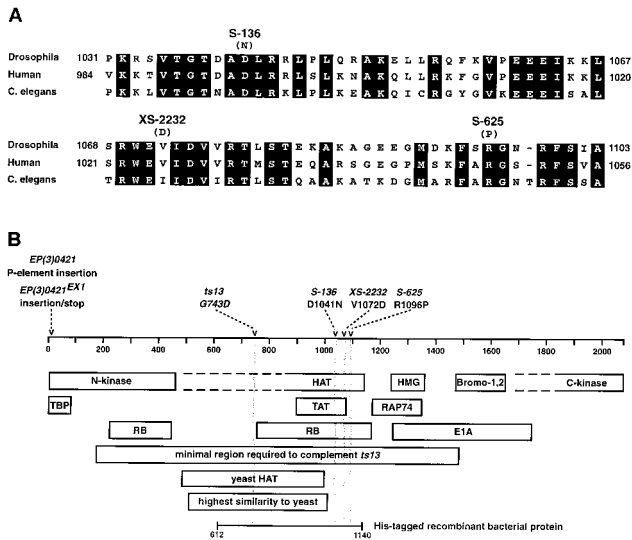 A
S-136
(N)
Drosophila 1031 P K R S V T G T D A D L R R L P L Q R A K E L L R Q F K V P E E E I K K L 1067
Human 984 V K K T V T G T D A D L R R L S L K N A K Q L L R K F G V P E E E I K K L 1020
C. elegans P K K L V T G T N A D L R K L P L K E A K Q I C R G Y G V K E E E I S A L
XS-2232 S-625
(D) (P)
Drosophila 1068 S R W E V I D V V R T L S T E K A K A G E E G M D K F S R G N - R F S I A 1103
Human 1021 S R W E V I D V V R T M S T E Q A R S G E G P M S K F A R G S - R F S V A 1056
C. elegans T R W E I I D V I R T L S T Q A A K A T K D G M A R F A R G N T R F S S A
B
EP(3)0421
P-element insertion
EP(3)0421EX1
insertion/stop
ts13
G743D
S-136 XS-2232 S-625
D1041N V1072D R1096P
0 200 400 600 800 1000 1200 1400 1600 1800 2000
N-kinase HAT HMG Bromo-1,2 C-kinase
TBP TAT RAP74
RB RB E1A
minimal region required to complement ts13
yeast HAT
highest similarity to yeast
612 1140 His-tagged recombinant bacterial protein